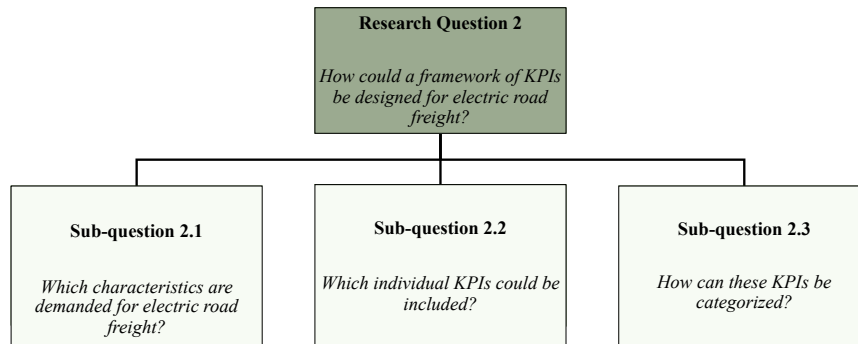 Research Question 2
How could a framework of KPIs
be designed for electric road
freight?
Sub-question 2.1
Which characteristics are
demanded for electric road
freight?
Sub-question 2.2
Which individual KPIs could be
included?
Sub-question 2.3
How can these KPIs be
categorized?